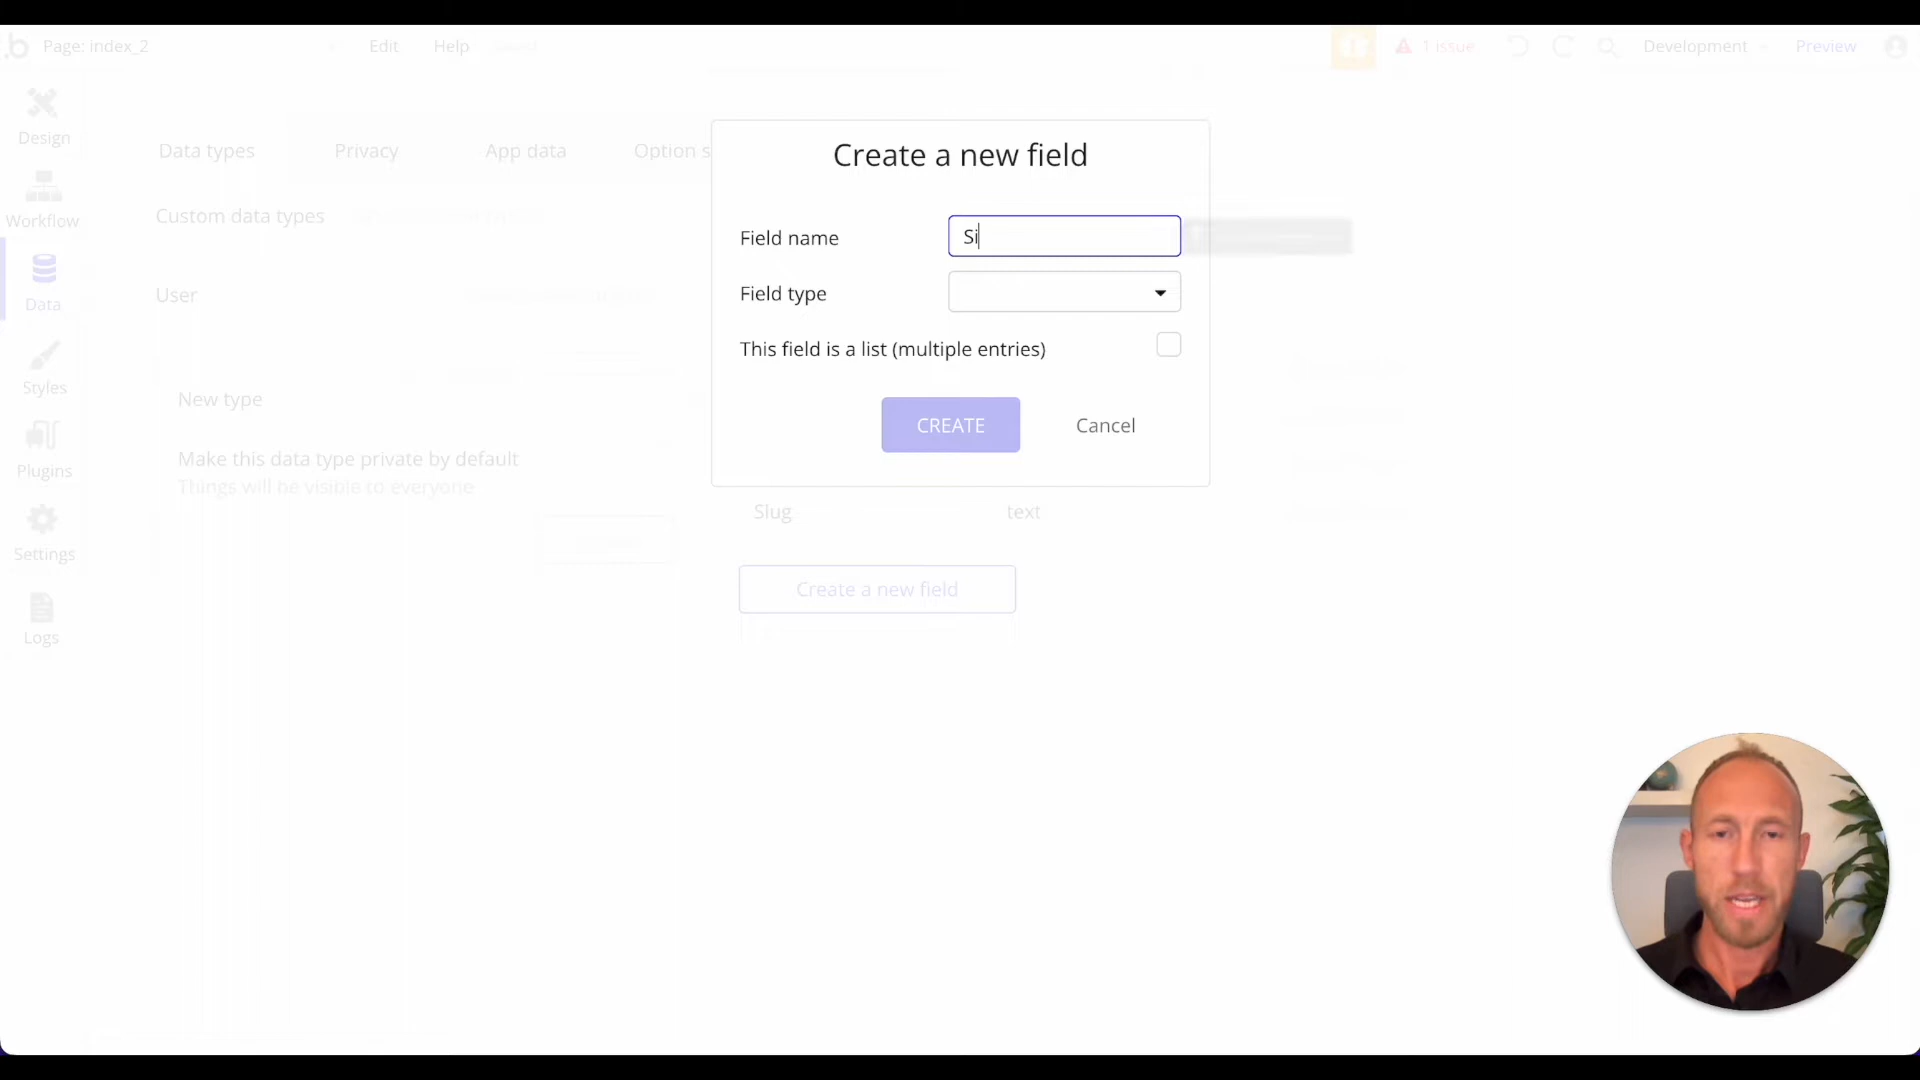 Page: index_2
Edit
Help
Saved
1 issue
Development
Preview
Design
Workflow
Data
Styles
Plugins
Settings
Logs
Data types
Privacy
App data
Option s
Custom data types
User
New type
Make this data type private by default
Things will be visible to everyone
Create a new field
Field name
Si
Field type
This field is a list (multiple entries)
CREATE
Cancel
Slug
text
Create a new field